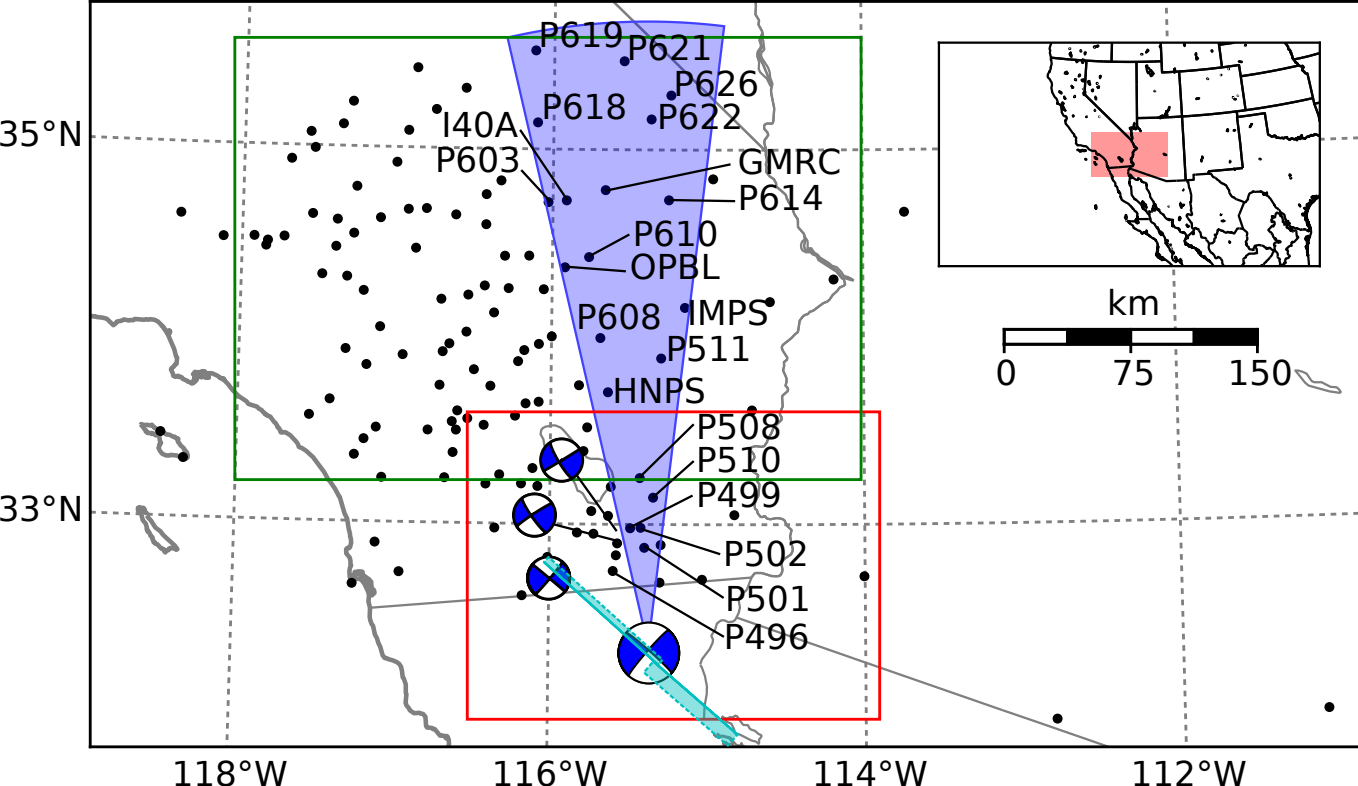 P619
P621
P626
P618
P622
I40A
35°N
P603
GMRC
P614
P610
OPBL
km
P608
IMPS
P511
0 75 150
HNPS
P508
P510
P499
33°N
P502
P501
P496
118°W 116°W 114°W 112°W